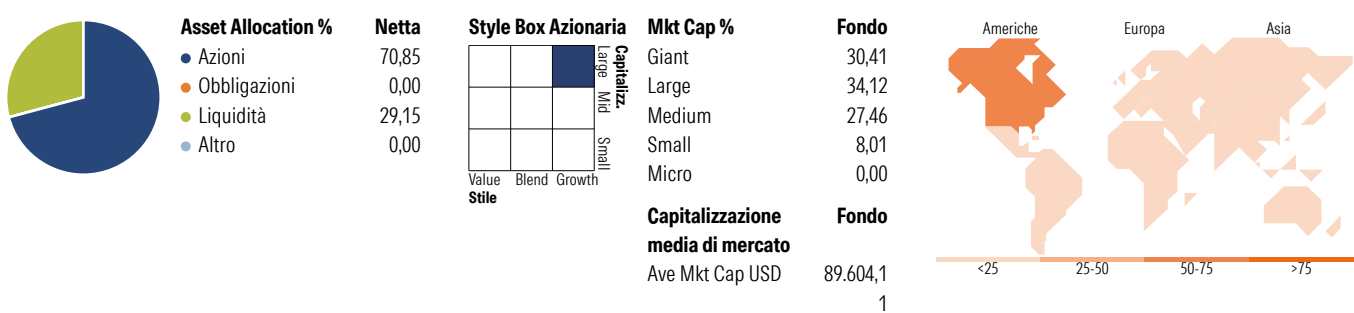 Asset Allocation % Netta
Azioni 70,85
Obbligazioni 0,00
Liquidità 29,15
Altro 0,00
Style Box Azionaria
Capitalizz.
Large Mid Small
Value Blend Growth
Stile
Mkt Cap % Fondo
Giant 30,41
Large 34,12
Medium 27,46
Small 8,01
Micro 0,00
Capitalizzazione Fondo
media di mercato
Ave Mkt Cap USD 89.604,1
1
Americhe Europa Asia
<25 25-50 50-75 >75